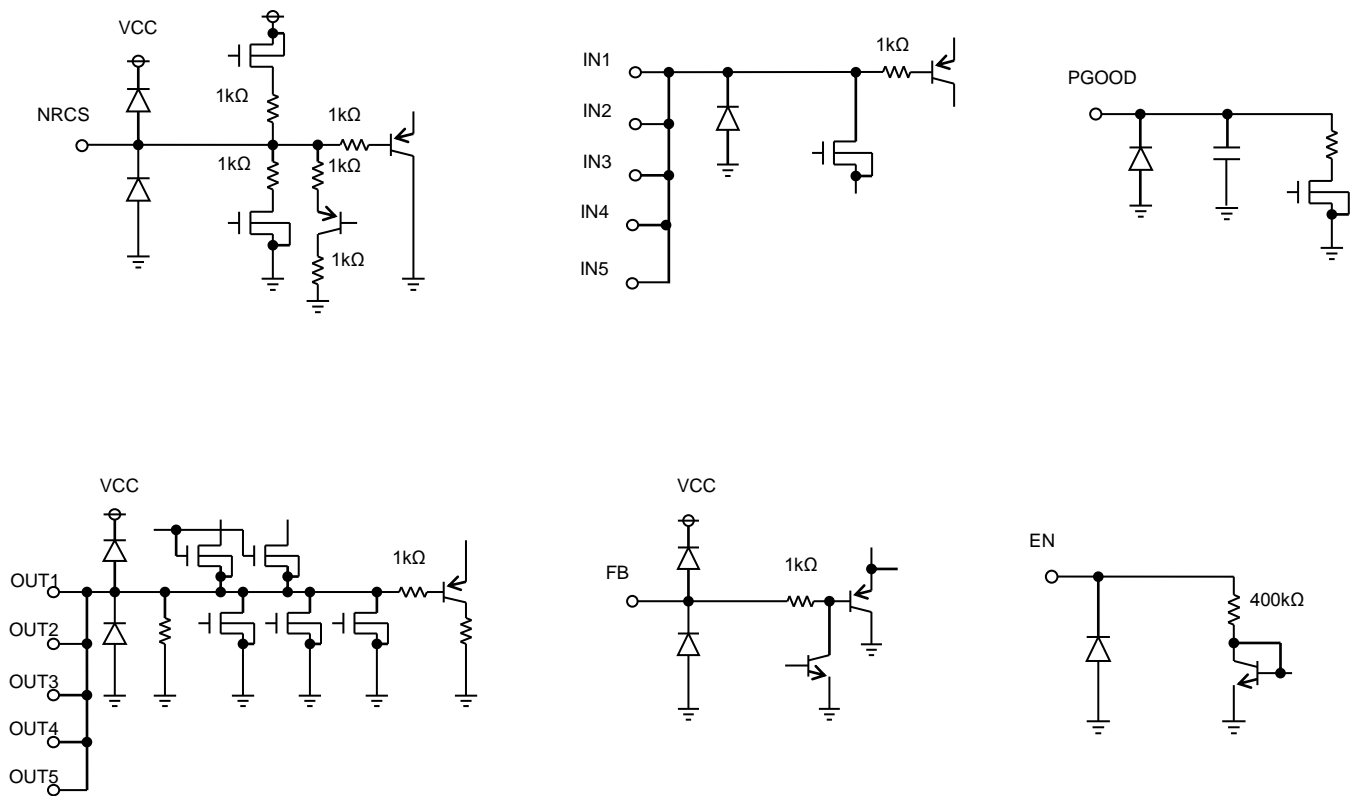 VCC
NRCS
1kΩ
1kΩ
1kΩ
1kΩ
1kΩ
IN1
IN2
IN3
IN4
IN5
1kΩ
PGOOD
VCC
OUT1
OUT2
OUT3
OUT4
OUT5
1kΩ
VCC
FB
1kΩ
EN
400kΩ